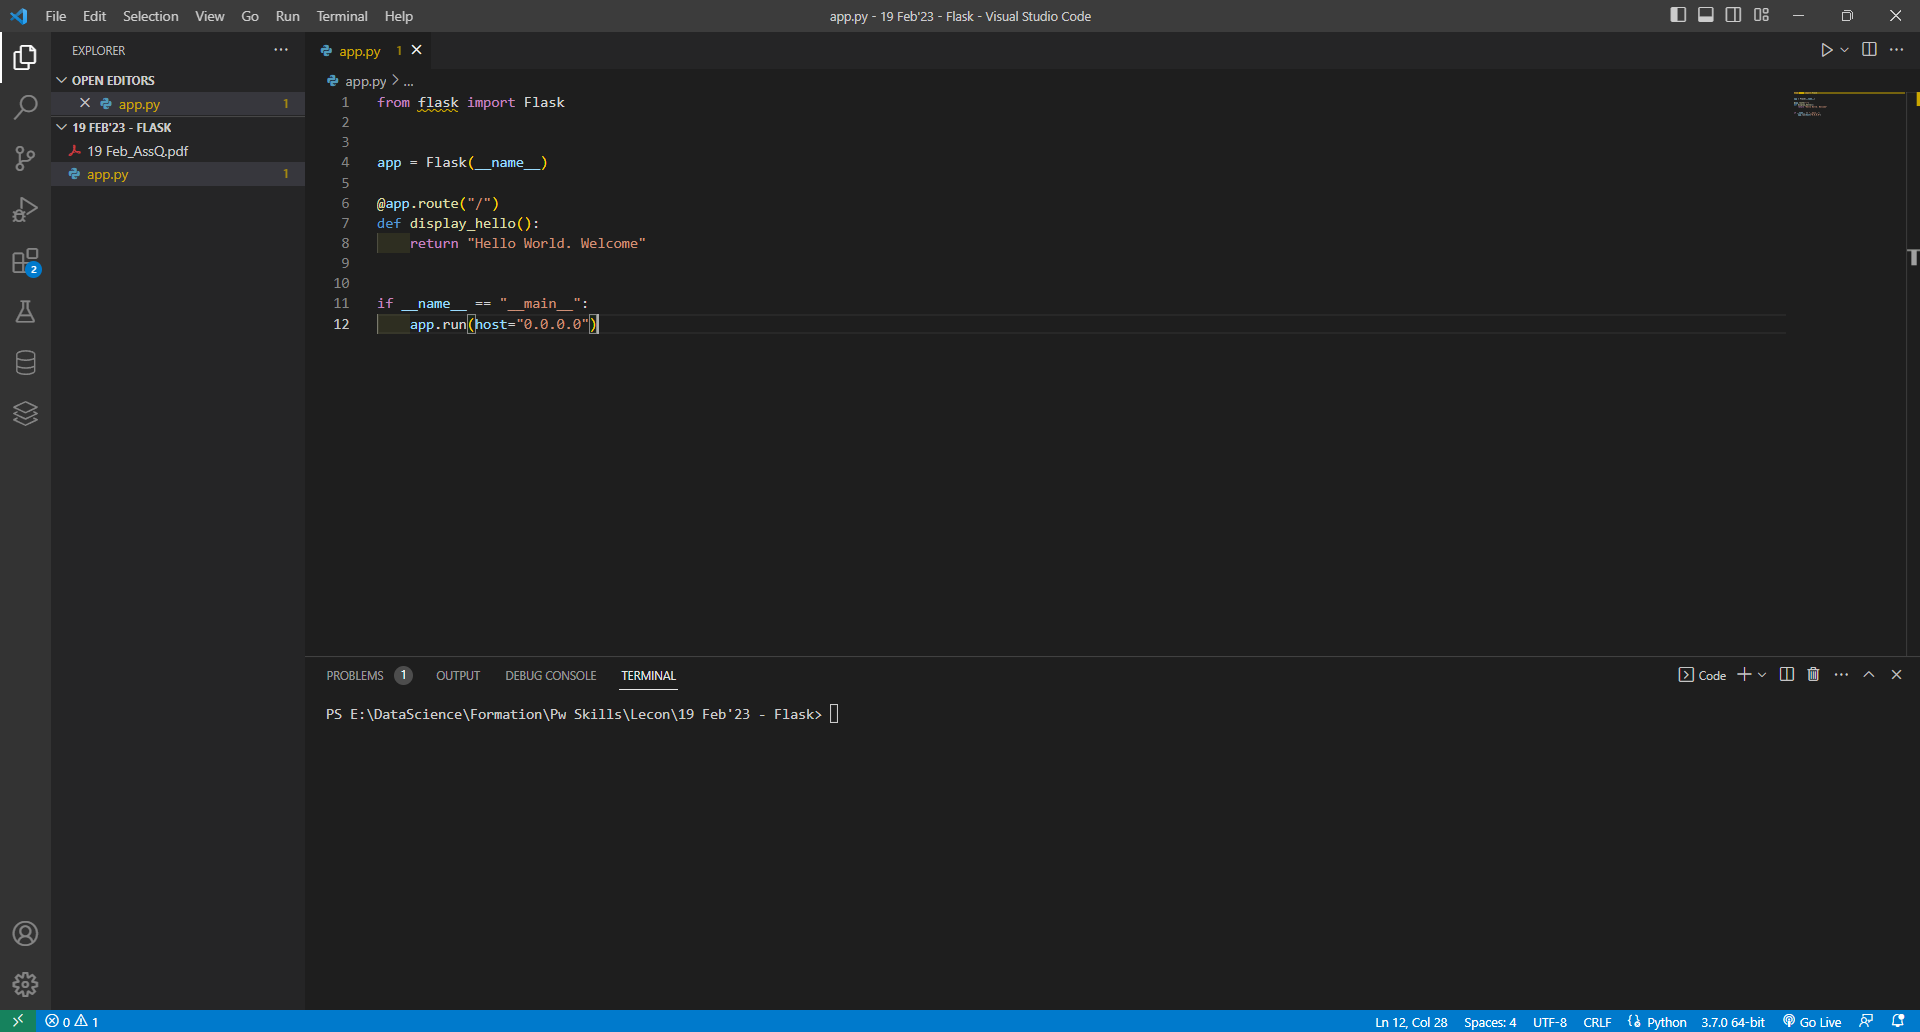 File Edit Selection View Go Run Terminal Help
app.py - 19 Feb'23 - Flask - Visual Studio Code
EXPLORER
OPEN EDITORS
app.py 1
19 FEB'23 - FLASK
19 Feb_AssQ.pdf
app.py 1
2
app.py 1
app.py > ...
1 from flask import Flask
2
3
4 app = Flask(__name__)
5
6 @app.route("/")
7 def display_hello():
8 return "Hello World. Welcome"
9
10
11 if __name__ == "__main__":
12 app.run(host="0.0.0.0")
PROBLEMS 1 OUTPUT DEBUG CONSOLE TERMINAL
Code
PS E:\DataScience\Formation\Pw Skills\Lecon\19 Feb'23 - Flask>
0 1
Ln 12, Col 28 Spaces: 4 UTF-8 CRLF Python 3.7.0 64-bit Go Live